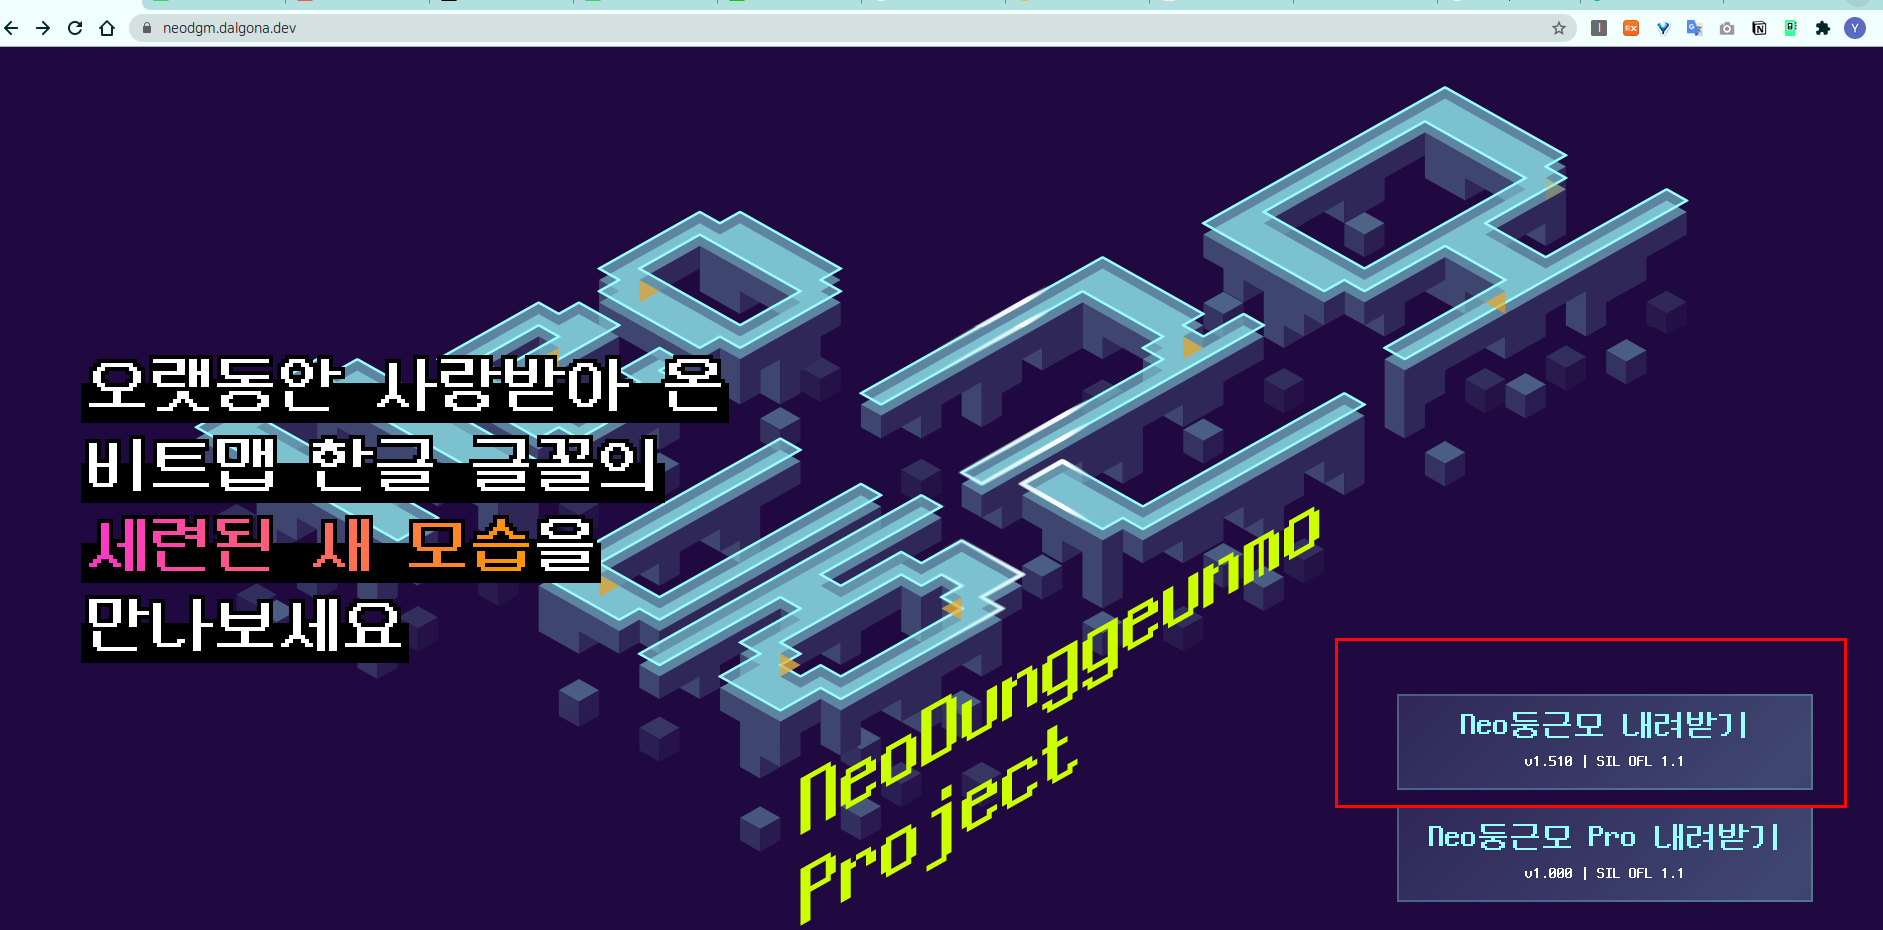 neodgm.dalgona.dev
Y
오랫동안 사랑받아 온
비트맵 한글 글꼴의
세련된 새 모습을
만나보세요
NeoDunggeunmo
Project
Neo둥근모 내려받기
v1.510 | SIL OFL 1.1
Neo둥근모 Pro 내려받기
v1.000 | SIL OFL 1.1